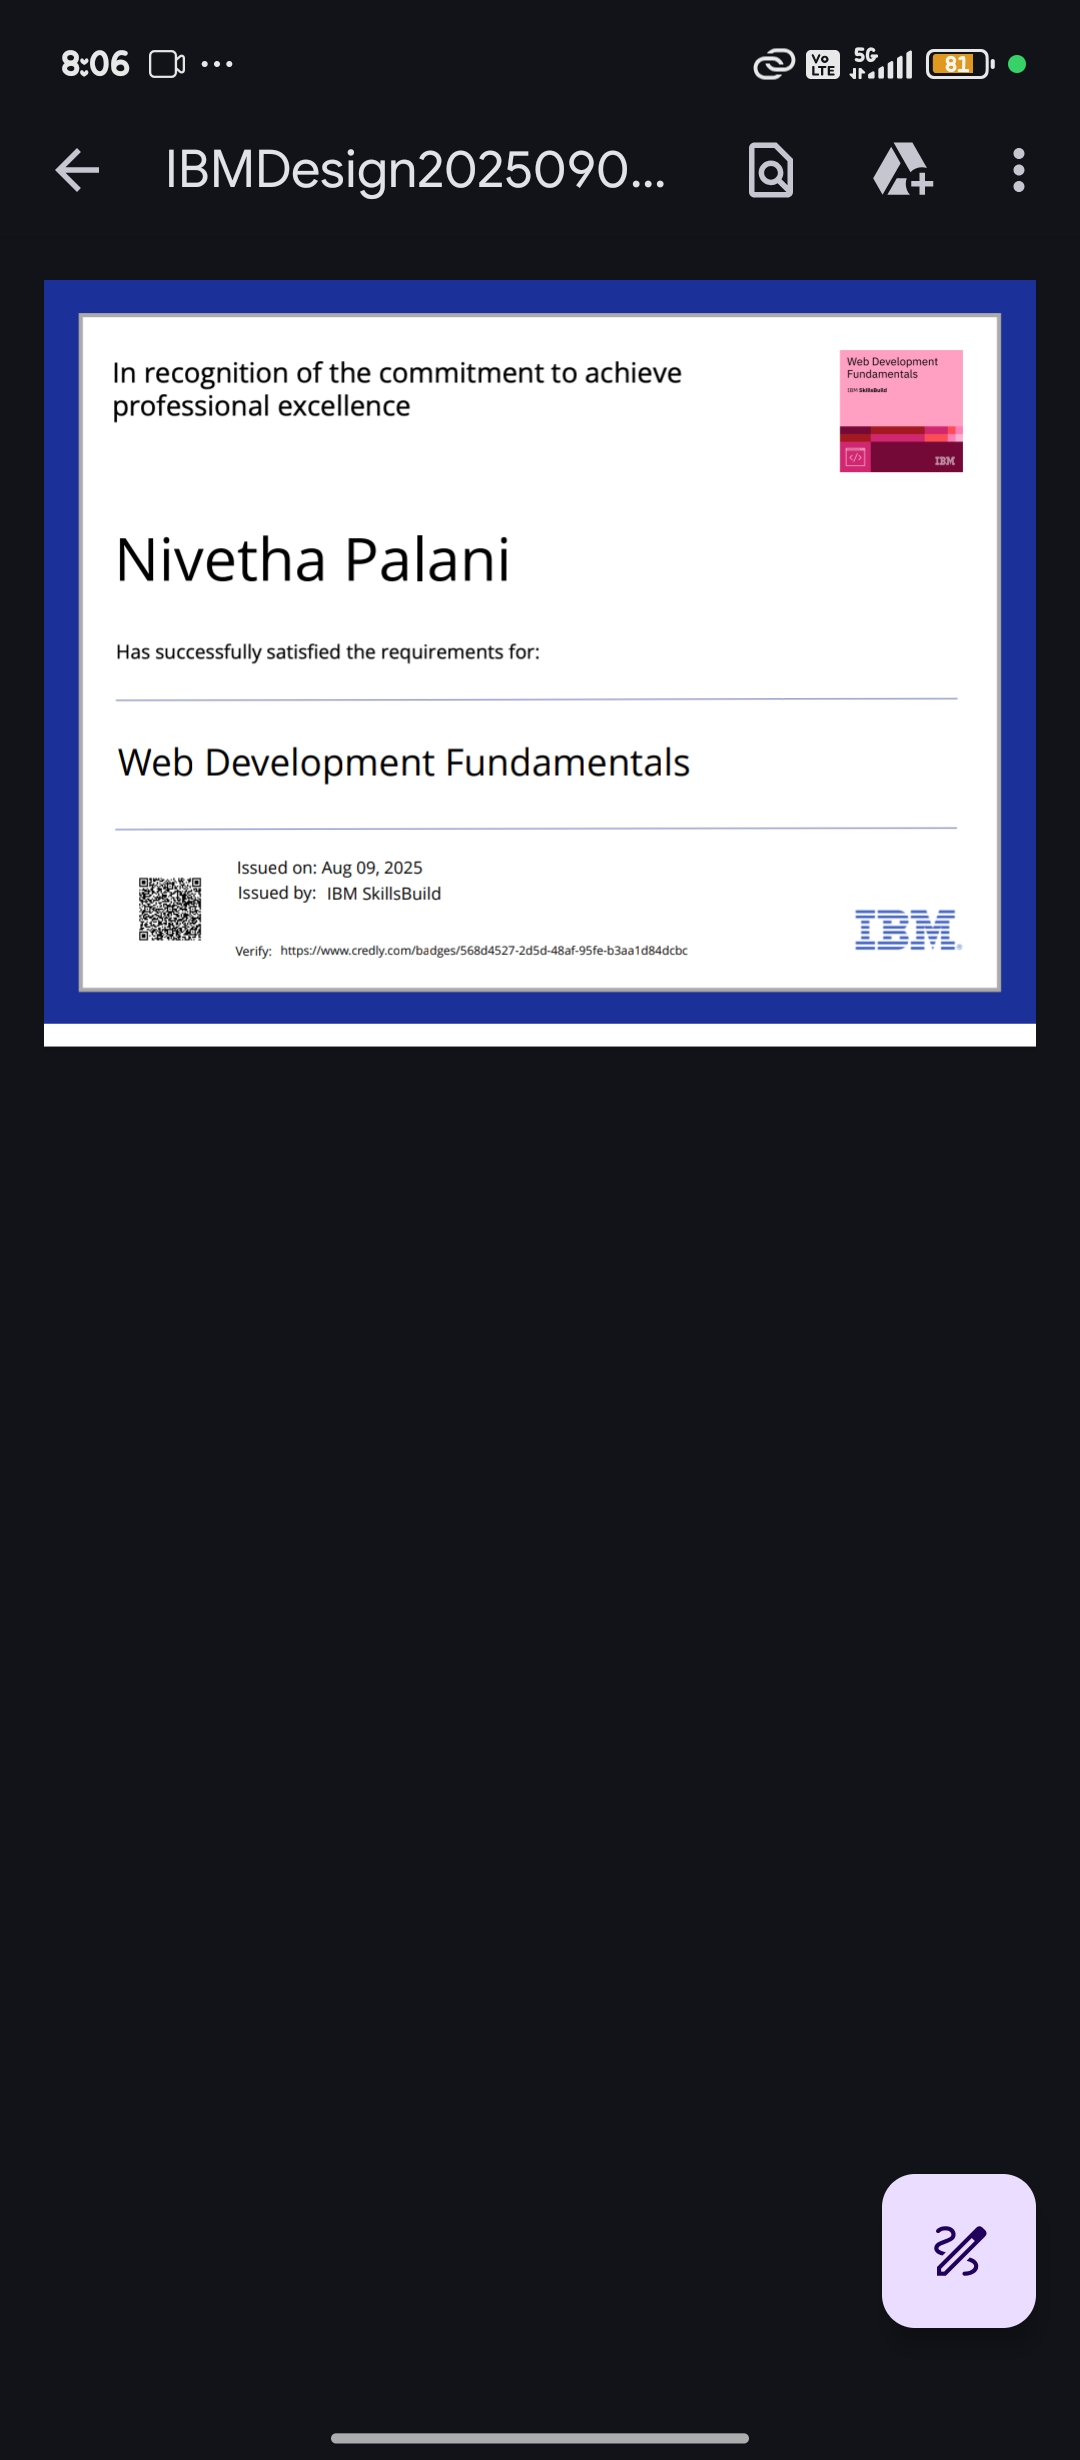 8:06
Vo LTE 5G 81
IBMDesign2025090...
In recognition of the commitment to achieve
professional excellence
Web Development
Fundamentals
IBM SkillsBuild
</>
IBM
Nivetha Palani
Has successfully satisfied the requirements for:
Web Development Fundamentals
Issued on: Aug 09, 2025
Issued by: IBM SkillsBuild
Verify: https://www.credly.com/badges/568d4527-2d5d-48af-95fe-b3aa1d84dcbc
IBM®